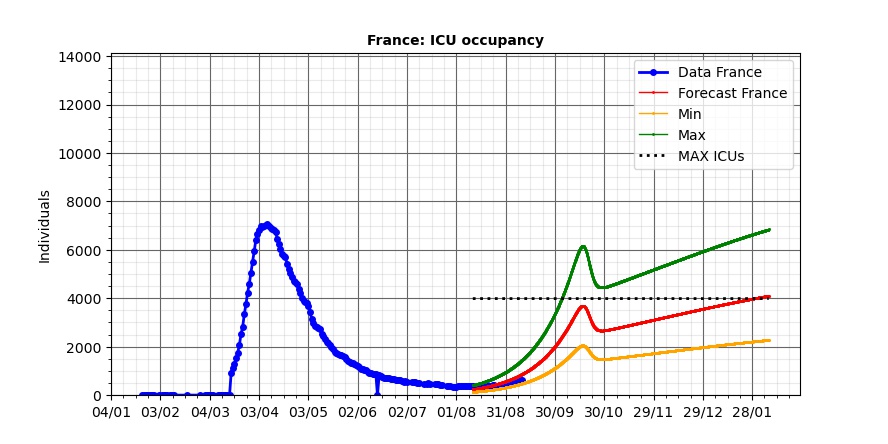 France: ICU occupancy
14000
12000
10000
8000
6000
4000
2000
0
Individuals
Data France
Forecast France
Min
Max
MAX ICUs
04/01 03/02 04/03 03/04 03/05 02/06 02/07 01/08 31/08 30/09 30/10 29/11 29/12 28/01